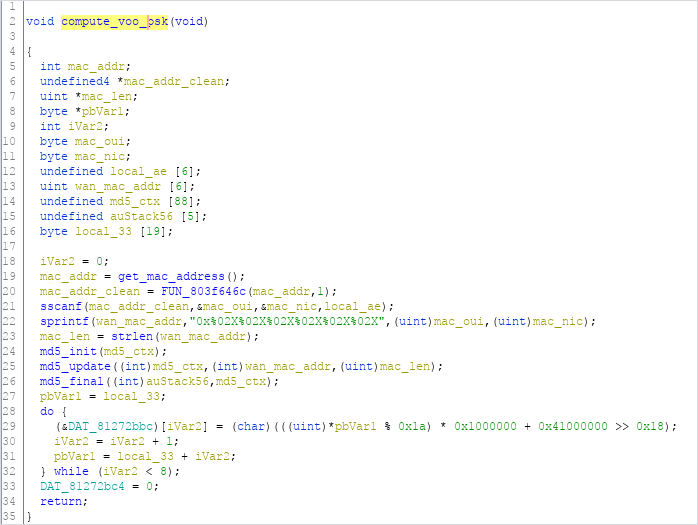 1
2 void compute_voo_psk(void)
3
4 {
5 int mac_addr;
6 undefined4 *mac_addr_clean;
7 uint *mac_len;
8 byte *pbVar1;
9 int iVar2;
10 byte mac_oui;
11 byte mac_nic;
12 undefined local_ae [6];
13 uint wan_mac_addr [6];
14 undefined md5_ctx [88];
15 undefined auStack56 [5];
16 byte local_33 [19];
17
18 iVar2 = 0;
19 mac_addr = get_mac_address();
20 mac_addr_clean = FUN_803f646c(mac_addr,1);
21 sscanf(mac_addr_clean,&mac_oui,&mac_nic,local_ae);
22 sprintf(wan_mac_addr,"0x%02X%02X%02X%02X%02X%02X",(uint)mac_oui,(uint)mac_nic);
23 mac_len = strlen(wan_mac_addr);
24 md5_init(md5_ctx);
25 md5_update((int)md5_ctx,(int)wan_mac_addr,(uint)mac_len);
26 md5_final((int)auStack56,md5_ctx);
27 pbVar1 = local_33;
28 do {
29 (&DAT_81272bbc)[iVar2] = (char)(((uint)*pbVar1 % 0x1a) * 0x1000000 + 0x41000000 >> 0x18);
30 iVar2 = iVar2 + 1;
31 pbVar1 = local_33 + iVar2;
32 } while (iVar2 < 8);
33 DAT_81272bc4 = 0;
34 return;
35 }